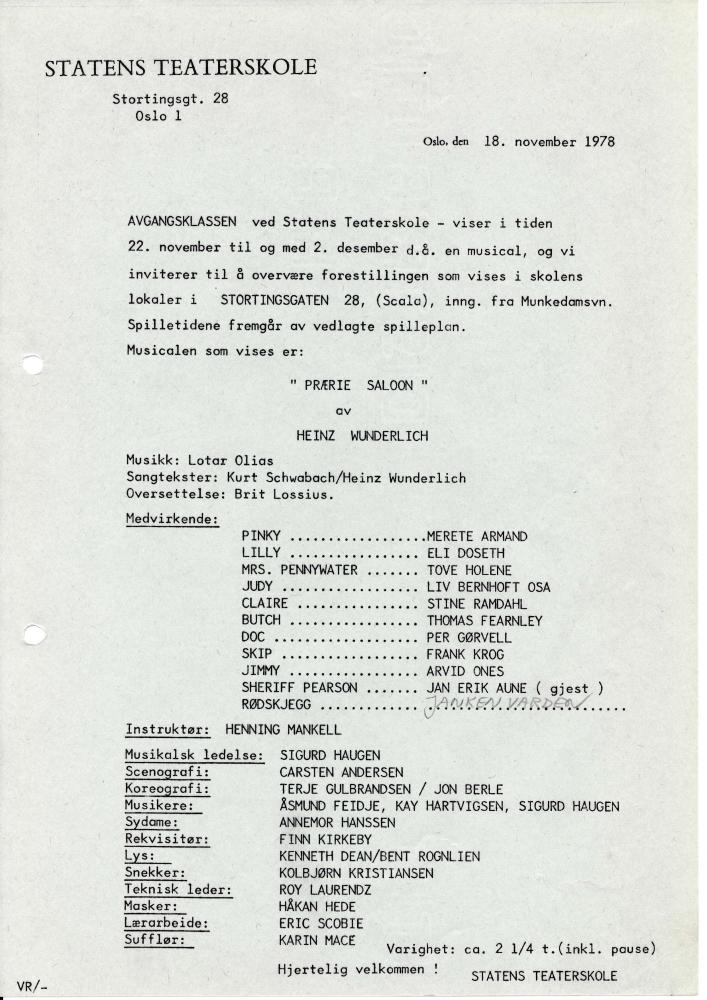 STATENS TEATERSKOLE
Stortingsgt. 28
Oslo 1
Oslo, den 18. november 1978
AVGANGSKLASSEN ved Statens Teaterskole - viser i tiden
22. november til og med 2. desember d.å. en musical, og vi
inviterer til å overvære forestillingen som vises i skolens
lokaler i STORTINGSGATEN 28, (Scala), inng. fra Munkedamsvn.
Spilletidene fremgår av vedlagte spilleplan.
Musicalen som vises er:
" PRÆRIE SALOON "
av
HEINZ WUNDERLICH
Musikk: Lotar Olias
Sangtekster: Kurt Schwabach/Heinz Wunderlich
Oversettelse: Brit Lossius.
Medvirkende:
PINKY ..................MERETE ARMAND
LILLY ................. ELI DOSETH
MRS. PENNYWATER ....... TOVE HOLENE
JUDY .................. LIV BERNHOFT OSA
CLAIRE ................ STINE RAMDAHL
BUTCH ................. THOMAS FEARNLEY
DOC ................... PER GØRVELL
SKIP .................. FRANK KROG
JIMMY ................. ARVID ONES
SHERIFF PEARSON ....... JAN ERIK AUNE ( gjest )
RØDSKJEGG ............. JANKEN VARDEN
Instruktør: HENNING MANKELL
Musikalsk ledelse: SIGURD HAUGEN
Scenografi: CARSTEN ANDERSEN
Koreografi: TERJE GULBRANDSEN / JON BERLE
Musikere: ÅSMUND FEIDJE, KAY HARTVIGSEN, SIGURD HAUGEN
Sydame: ANNEMOR HANSSEN
Rekvisitør: FINN KIRKEBY
Lys: KENNETH DEAN/BENT ROGNLIEN
Snekker: KOLBJØRN KRISTIANSEN
Teknisk leder: ROY LAURENDZ
Masker: HÅKAN HEDE
Lærarbeide: ERIC SCOBIE
Sufflør: KARIN MACÉ
Varighet: ca. 2 1/4 t.(inkl. pause)
Hjertelig velkommen !
STATENS TEATERSKOLE
VR/-